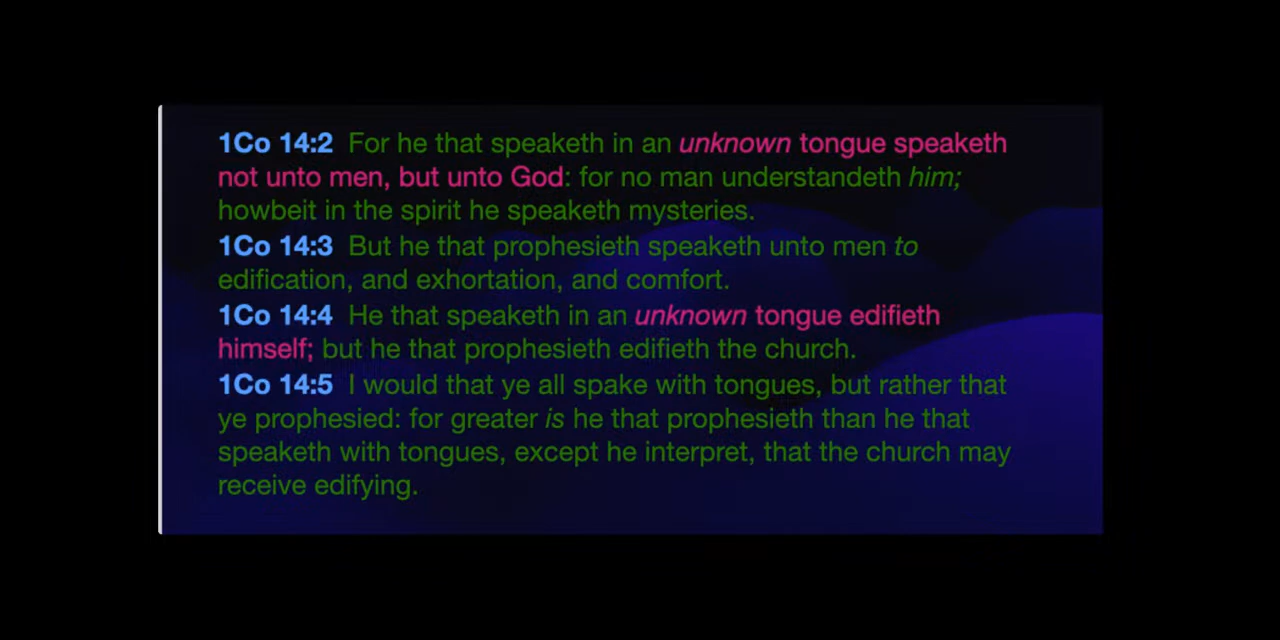 1Co 14:2 For he that speaketh in an unknown tongue speaketh
not unto men, but unto God: for no man understandeth him;
howbeit in the spirit he speaketh mysteries.
1Co 14:3 But he that prophesieth speaketh unto men to
edification, and exhortation, and comfort.
1Co 14:4 He that speaketh in an unknown tongue edifieth
himself; but he that prophesieth edifieth the church.
1Co 14:5 I would that ye all spake with tongues, but rather that
ye prophesied: for greater is he that prophesieth than he that
speaketh with tongues, except he interpret, that the church may
receive edifying.